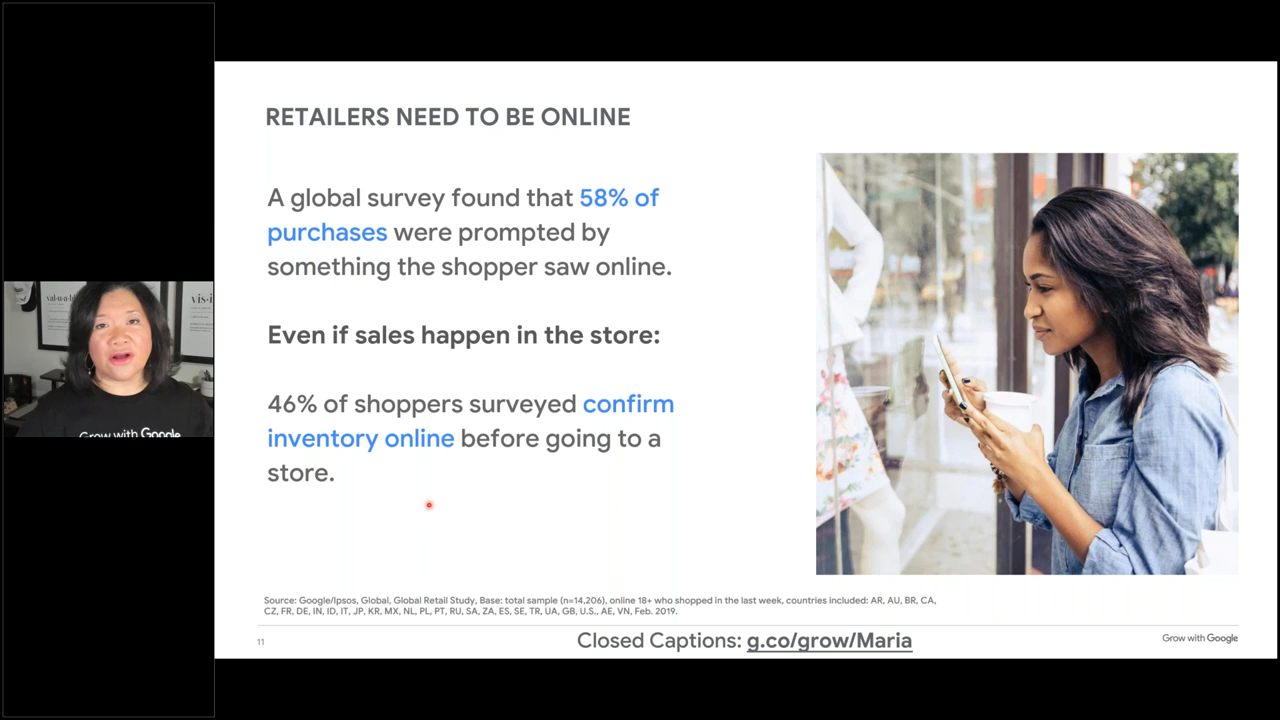 RETAILERS NEED TO BE ONLINE
A global survey found that 58% of
purchases were prompted by
something the shopper saw online.
Even if sales happen in the store:
46% of shoppers surveyed confirm
inventory online before going to a
store.
Source: Google/Ipsos, Global, Global Retail Study, Base: total sample (n=14,206), online 18+ who shopped in the last week, countries included: AR, AU, BR, CA,
CZ, FR, DE, IN, ID, IT, JP, KR, MX, NL, PL, PT, RU, SA, ZA, ES, SE, TR, UA, GB, U.S., AE, VN, Feb. 2019.
11
Closed Captions: g.co/grow/Maria
Grow with Google
Grow with Google